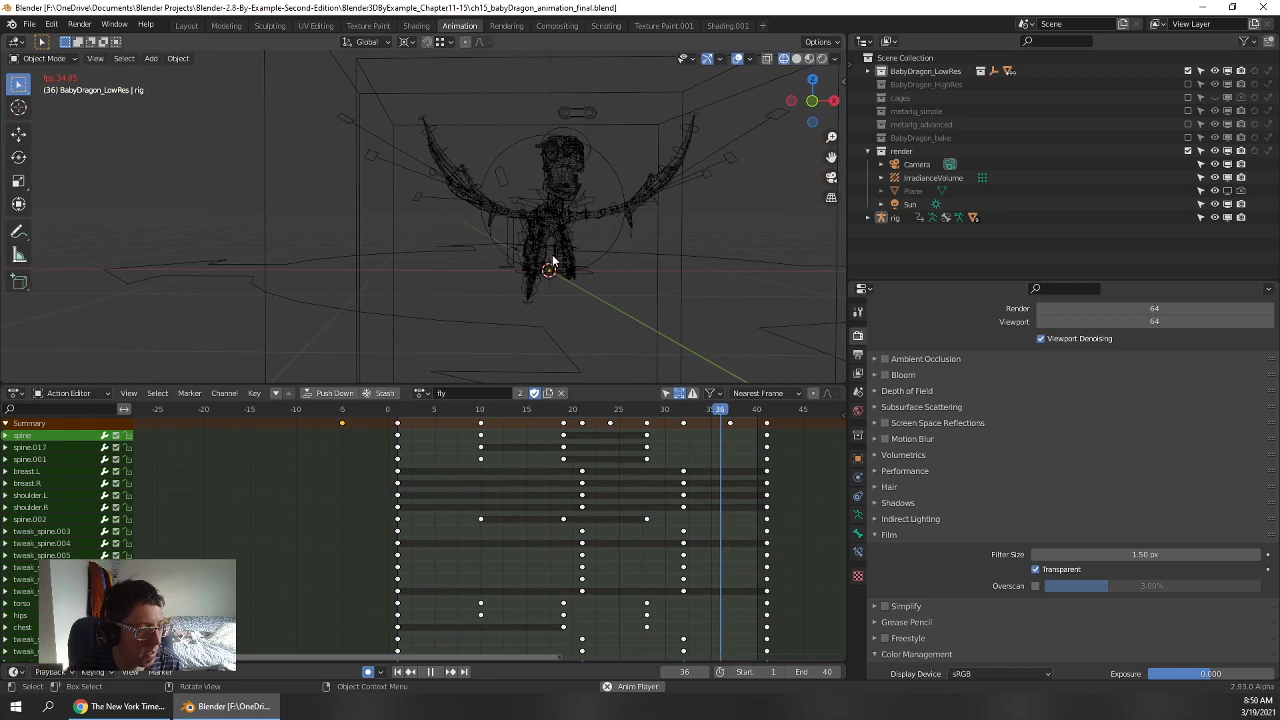 Blender [F:\OneDrive\Documents\Blender Projects\Blender-2.8-By-Example-Second-Edition\Blender3DByExample_Chapter11-15\ch15_babyDragon_animation_final.blend]
File Edit Render Window Help Layout Modeling Sculpting UV Editing Texture Paint Shading Animation Rendering Compositing Scripting Texture Paint.001 Shading.001 + Scene View Layer
Global Options
Object Mode View Select Add Object
fps: 34.85
(36) BabyDragon_LowRes | rig
X
Z
Scene Collection
BabyDragon_LowRes
BabyDragon_HighRes
cages
metarig_simple
metarig_advanced
BabyDragon_bake
render
Camera
IrradianceVolume
Plane
Sun
rig
Render 64
Viewport 64
Viewport Denoising
Ambient Occlusion
Bloom
Depth of Field
Subsurface Scattering
Screen Space Reflections
Motion Blur
Volumetrics
Performance
Hair
Shadows
Indirect Lighting
Film
Filter Size 1.50 px
Transparent
Overscan 3.00%
Simplify
Grease Pencil
Freestyle
Color Management
Display Device sRGB Exposure 0.000
Action Editor View Select Marker Channel Key Push Down Stash fly 2 Nearest Frame
-25 -20 -15 -10 -5 0 5 10 15 20 25 30 36 40 45
Summary
spine
spine.017
spine.001
breast.L
breast.R
shoulder.L
shoulder.R
spine.002
tweak_spine.003
tweak_spine.004
tweak_spine.005
tweak_s
tweak_s
tweak_s
torso
hips
chest
tweak_s
Playback Keying View Marker 36 Start 1 End 40
Select Box Select Rotate View Object Context Menu Anim Player 2.93.0 Alpha
The New York Time... Blender [F:\OneDri... 8:50 AM
3/19/2021